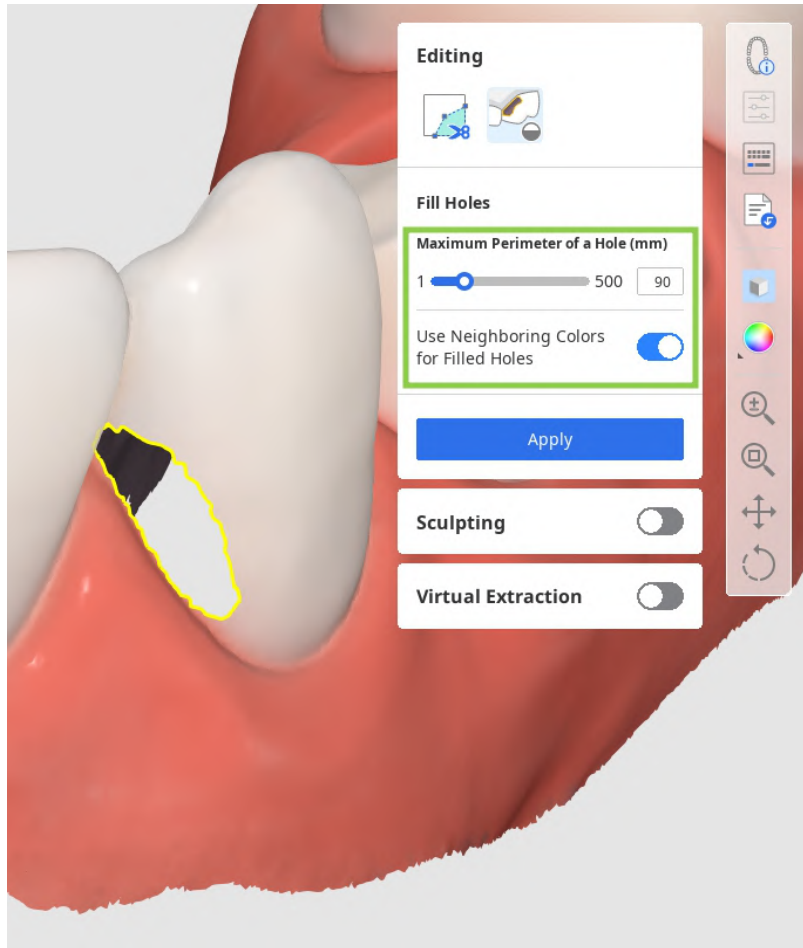 Editing
Fill Holes
Maximum Perimeter of a Hole (mm)
1 500 90
Use Neighboring Colors
for Filled Holes
Apply
Sculpting
Virtual Extraction